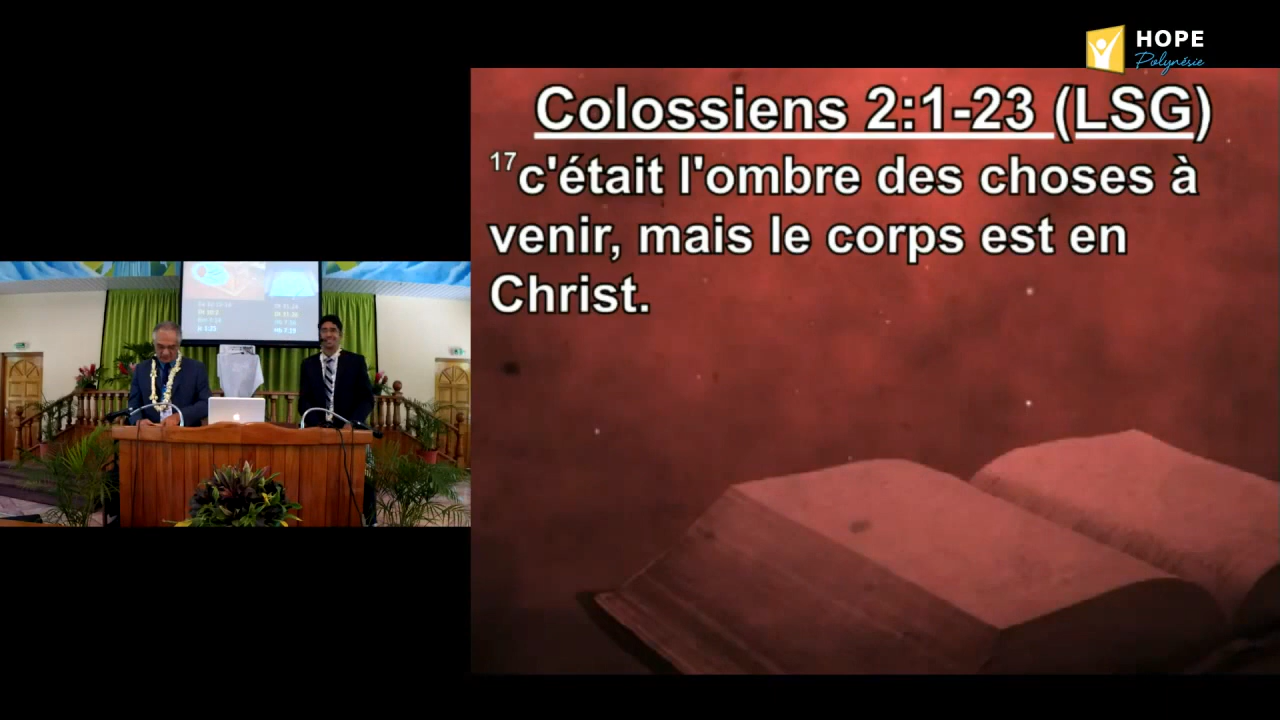 HOPE
Polynésie
Colossiens 2:1-23 (LSG)
17c'était l'ombre des choses à
venir, mais le corps est en
Christ.